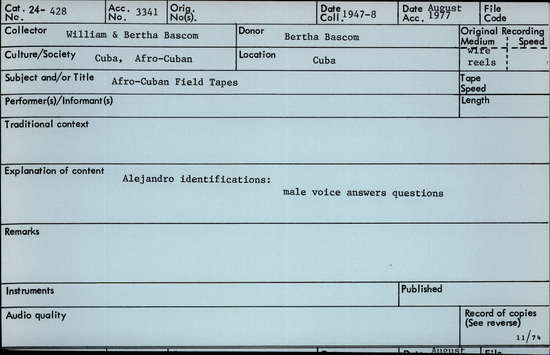 Cat. 24- 428 Acc. 3341 Orig. Date 1947-8 Date August File
No. No. No(s). Coll. Acc. 1977 Code
Collector William & Bertha Bascom Donor Bertha Bascom Original Recording
Medium Speed
Culture/Society Cuba, Afro-Cuban Location Cuba wire
reels
Subject and/or Title Afro-Cuban Field Tapes Tape
Speed
Performer(s)/Informant(s) Length
Traditional context
Explanation of content Alejandro identifications:
male voice answers questions
Remarks
Instruments Published
Audio quality Record of copies
(See reverse)
11/74
August